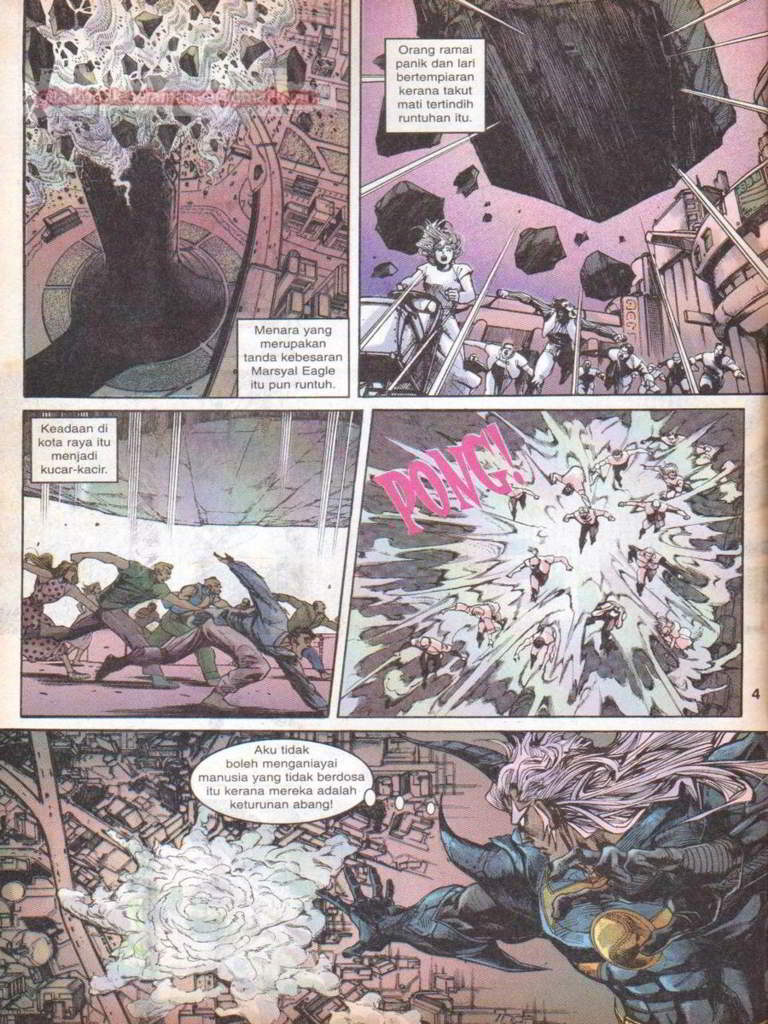 Menara yang
merupakan
tanda kebesaran
Marsyal Eagle
itu pun runtuh.
Orang ramai
panik dan lari
bertempiaran
kerana takut
mati tertindih
runtuhan itu.
Keadaan di
kota raya itu
menjadi
kucar-kacir.
PONG!
4
Aku tidak
boleh menganiayai
manusia yang tidak berdosa
itu kerana mereka adalah
keturunan abang!